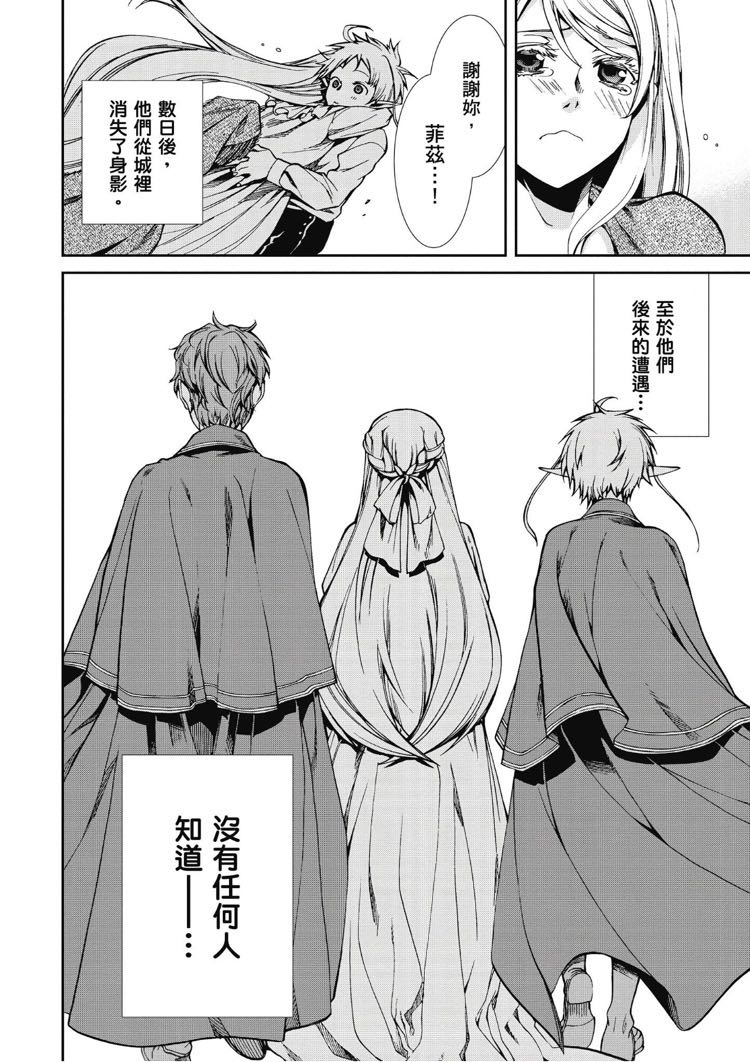 謝謝妳，
菲茲…！
數日後，
他們從城裡
消失了身影。
至於他們
後來的遭遇…
沒有任何人
知道——…